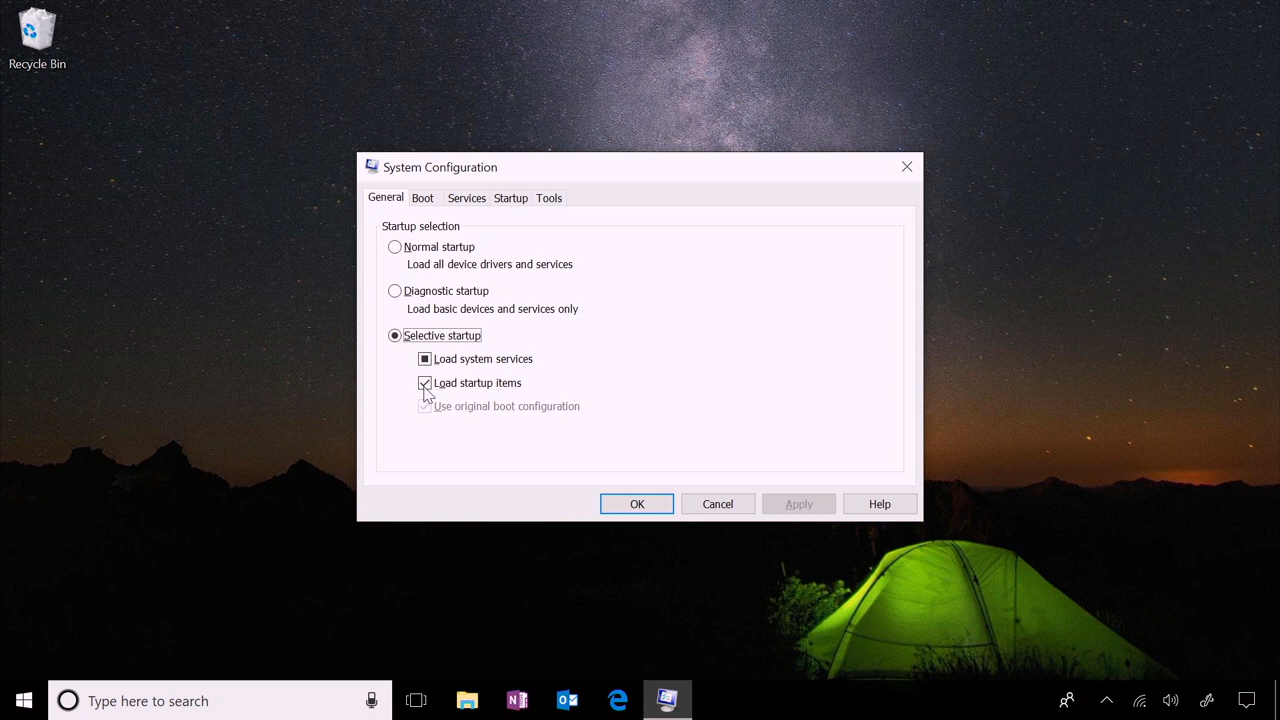 Recycle Bin
System Configuration
General Boot Services Startup Tools
Startup selection
Normal startup
Load all device drivers and services
Diagnostic startup
Load basic devices and services only
Selective startup
Load system services
Load startup items
Use original boot configuration
OK Cancel Apply Help
Type here to search